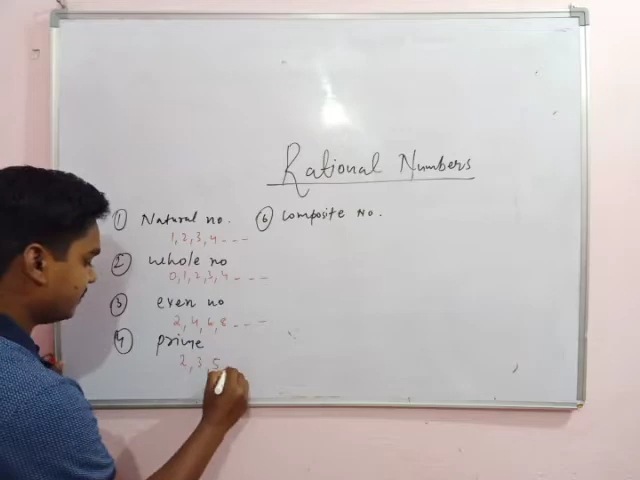 Rational Numbers
① Natural no.
1, 2, 3, 4 - - -
② whole no
0, 1, 2, 3, 4 - - -
③ even no
2, 4, 6, 8 - - -
④ prime
2, 3, 5
⑥ Composite No.